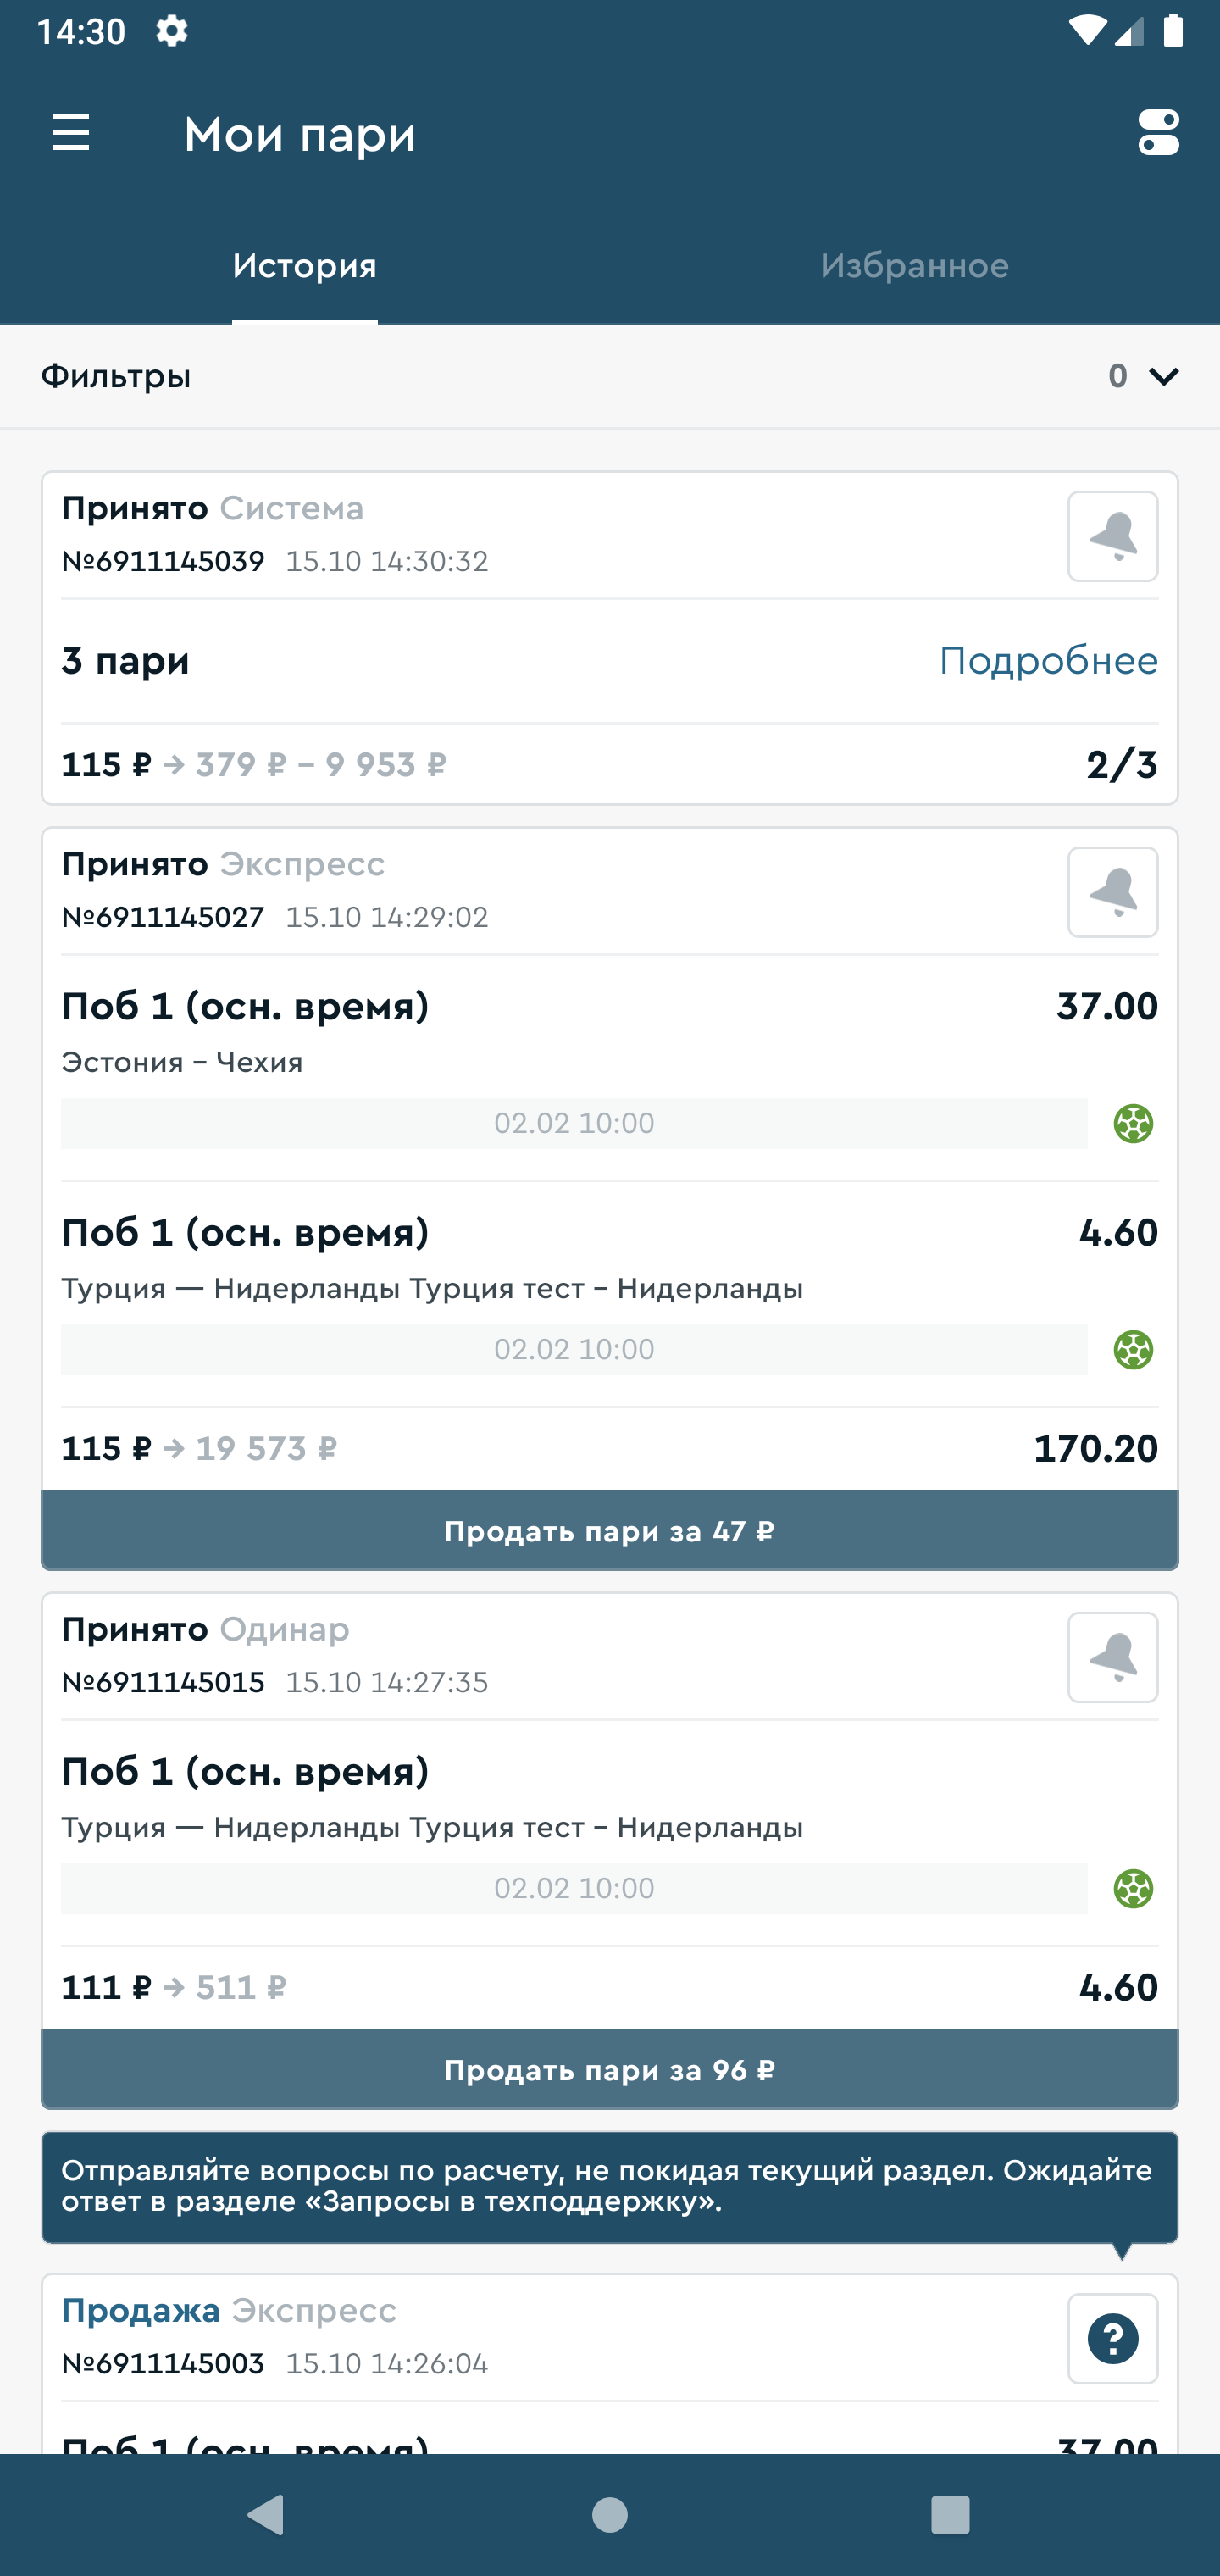 14:30
Мои пари
История
Избранное
Фильтры
0
Принято Система
№6911145039 15.10 14:30:32
3 пари
Подробнее
115 ₽ → 379 ₽ – 9 953 ₽
2/3
Принято Экспресс
№6911145027 15.10 14:29:02
Поб 1 (осн. время)
37.00
Эстония – Чехия
02.02 10:00
Поб 1 (осн. время)
4.60
Турция — Нидерланды Турция тест – Нидерланды
02.02 10:00
115 ₽ → 19 573 ₽
170.20
Продать пари за 47 ₽
Принято Одинар
№6911145015 15.10 14:27:35
Поб 1 (осн. время)
Турция — Нидерланды Турция тест – Нидерланды
02.02 10:00
111 ₽ → 511 ₽
4.60
Продать пари за 96 ₽
Отправляйте вопросы по расчету, не покидая текущий раздел. Ожидайте
ответ в разделе «Запросы в техподдержку».
Продажа Экспресс
№6911145003 15.10 14:26:04
?
Поб 1 (осн. время)
37.00